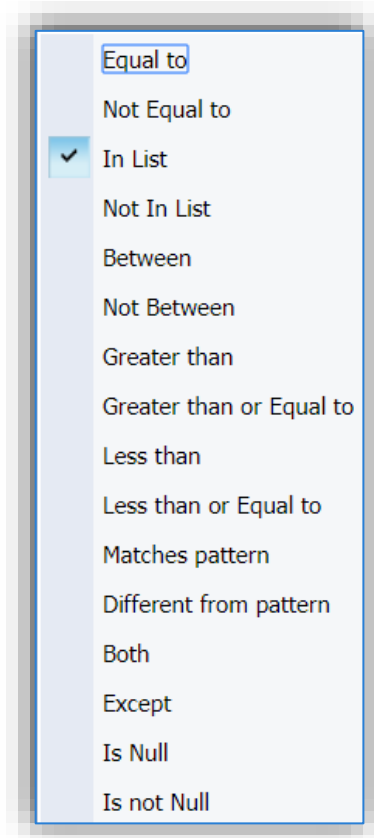 Equal to
Not Equal to
In List
Not In List
Between
Not Between
Greater than
Greater than or Equal to
Less than
Less than or Equal to
Matches pattern
Different from pattern
Both
Except
Is Null
Is not Null